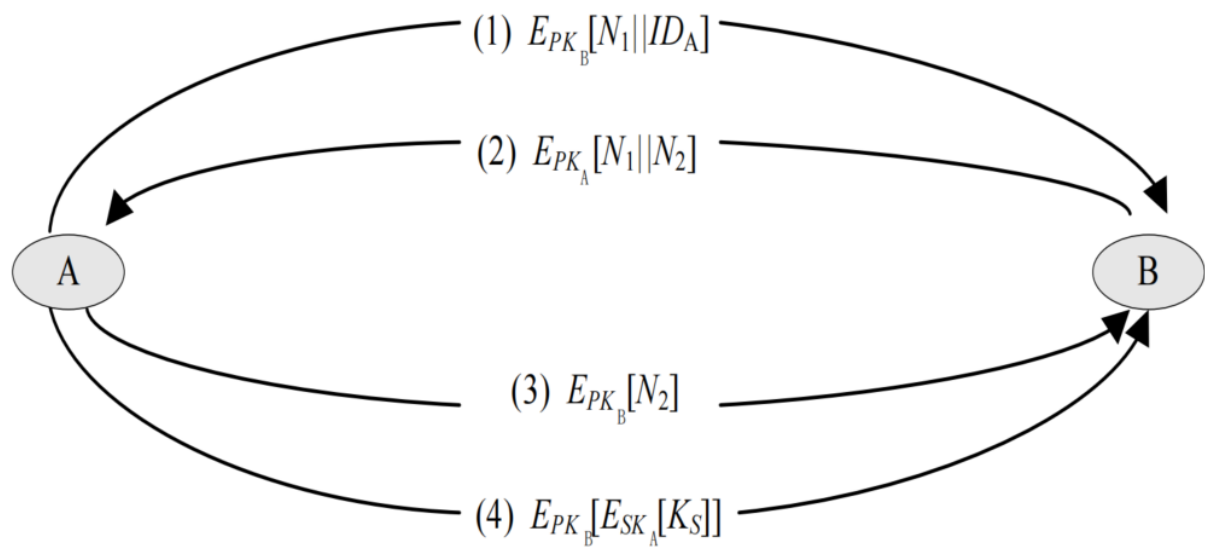 (1) E_{PK_B}[N_1||ID_A]
(2) E_{PK_A}[N_1||N_2]
A
B
(3) E_{PK_B}[N_2]
(4) E_{PK_B}[E_{SK_A}[K_S]]